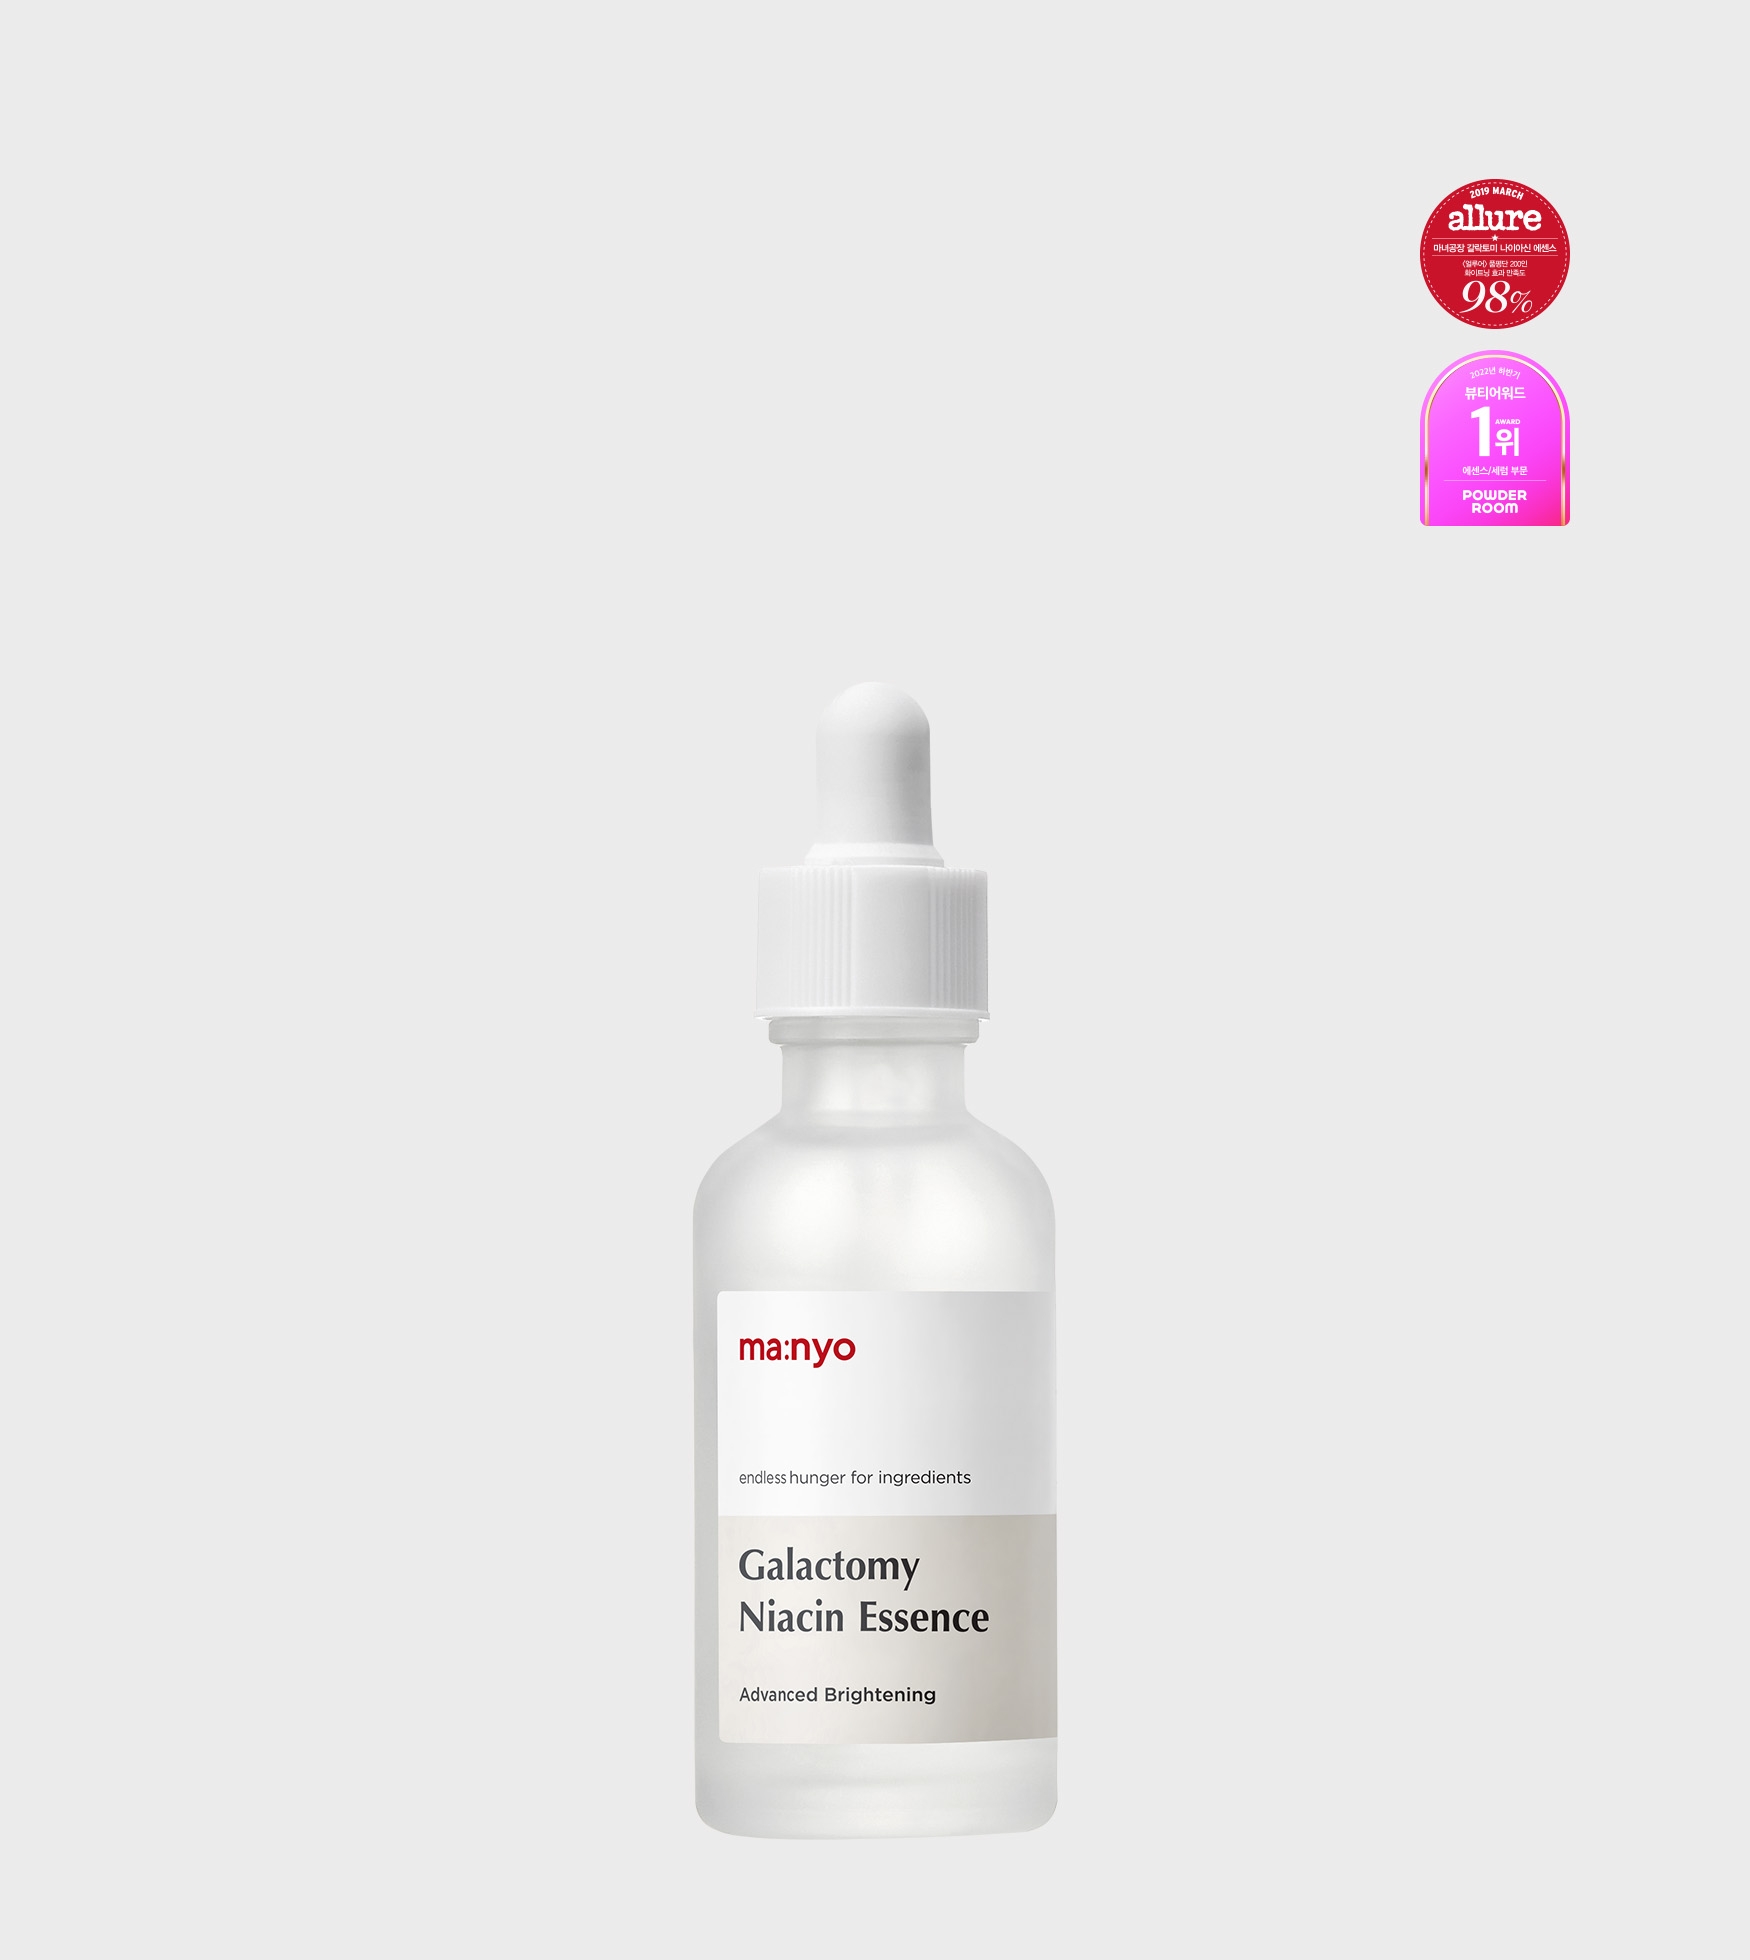 2019 MARCH
allure
마녀공장 갈락토미 나이아신 에센스
<얼루어> 품평단 200인
화이트닝 효과 만족도
98%
2022년 하반기
뷰티어워드
1위
AWARD
에센스/세럼 부문
POWDER
ROOM
ma:nyo
endless hunger for ingredients
Galactomy
Niacin Essence
Advanced Brightening